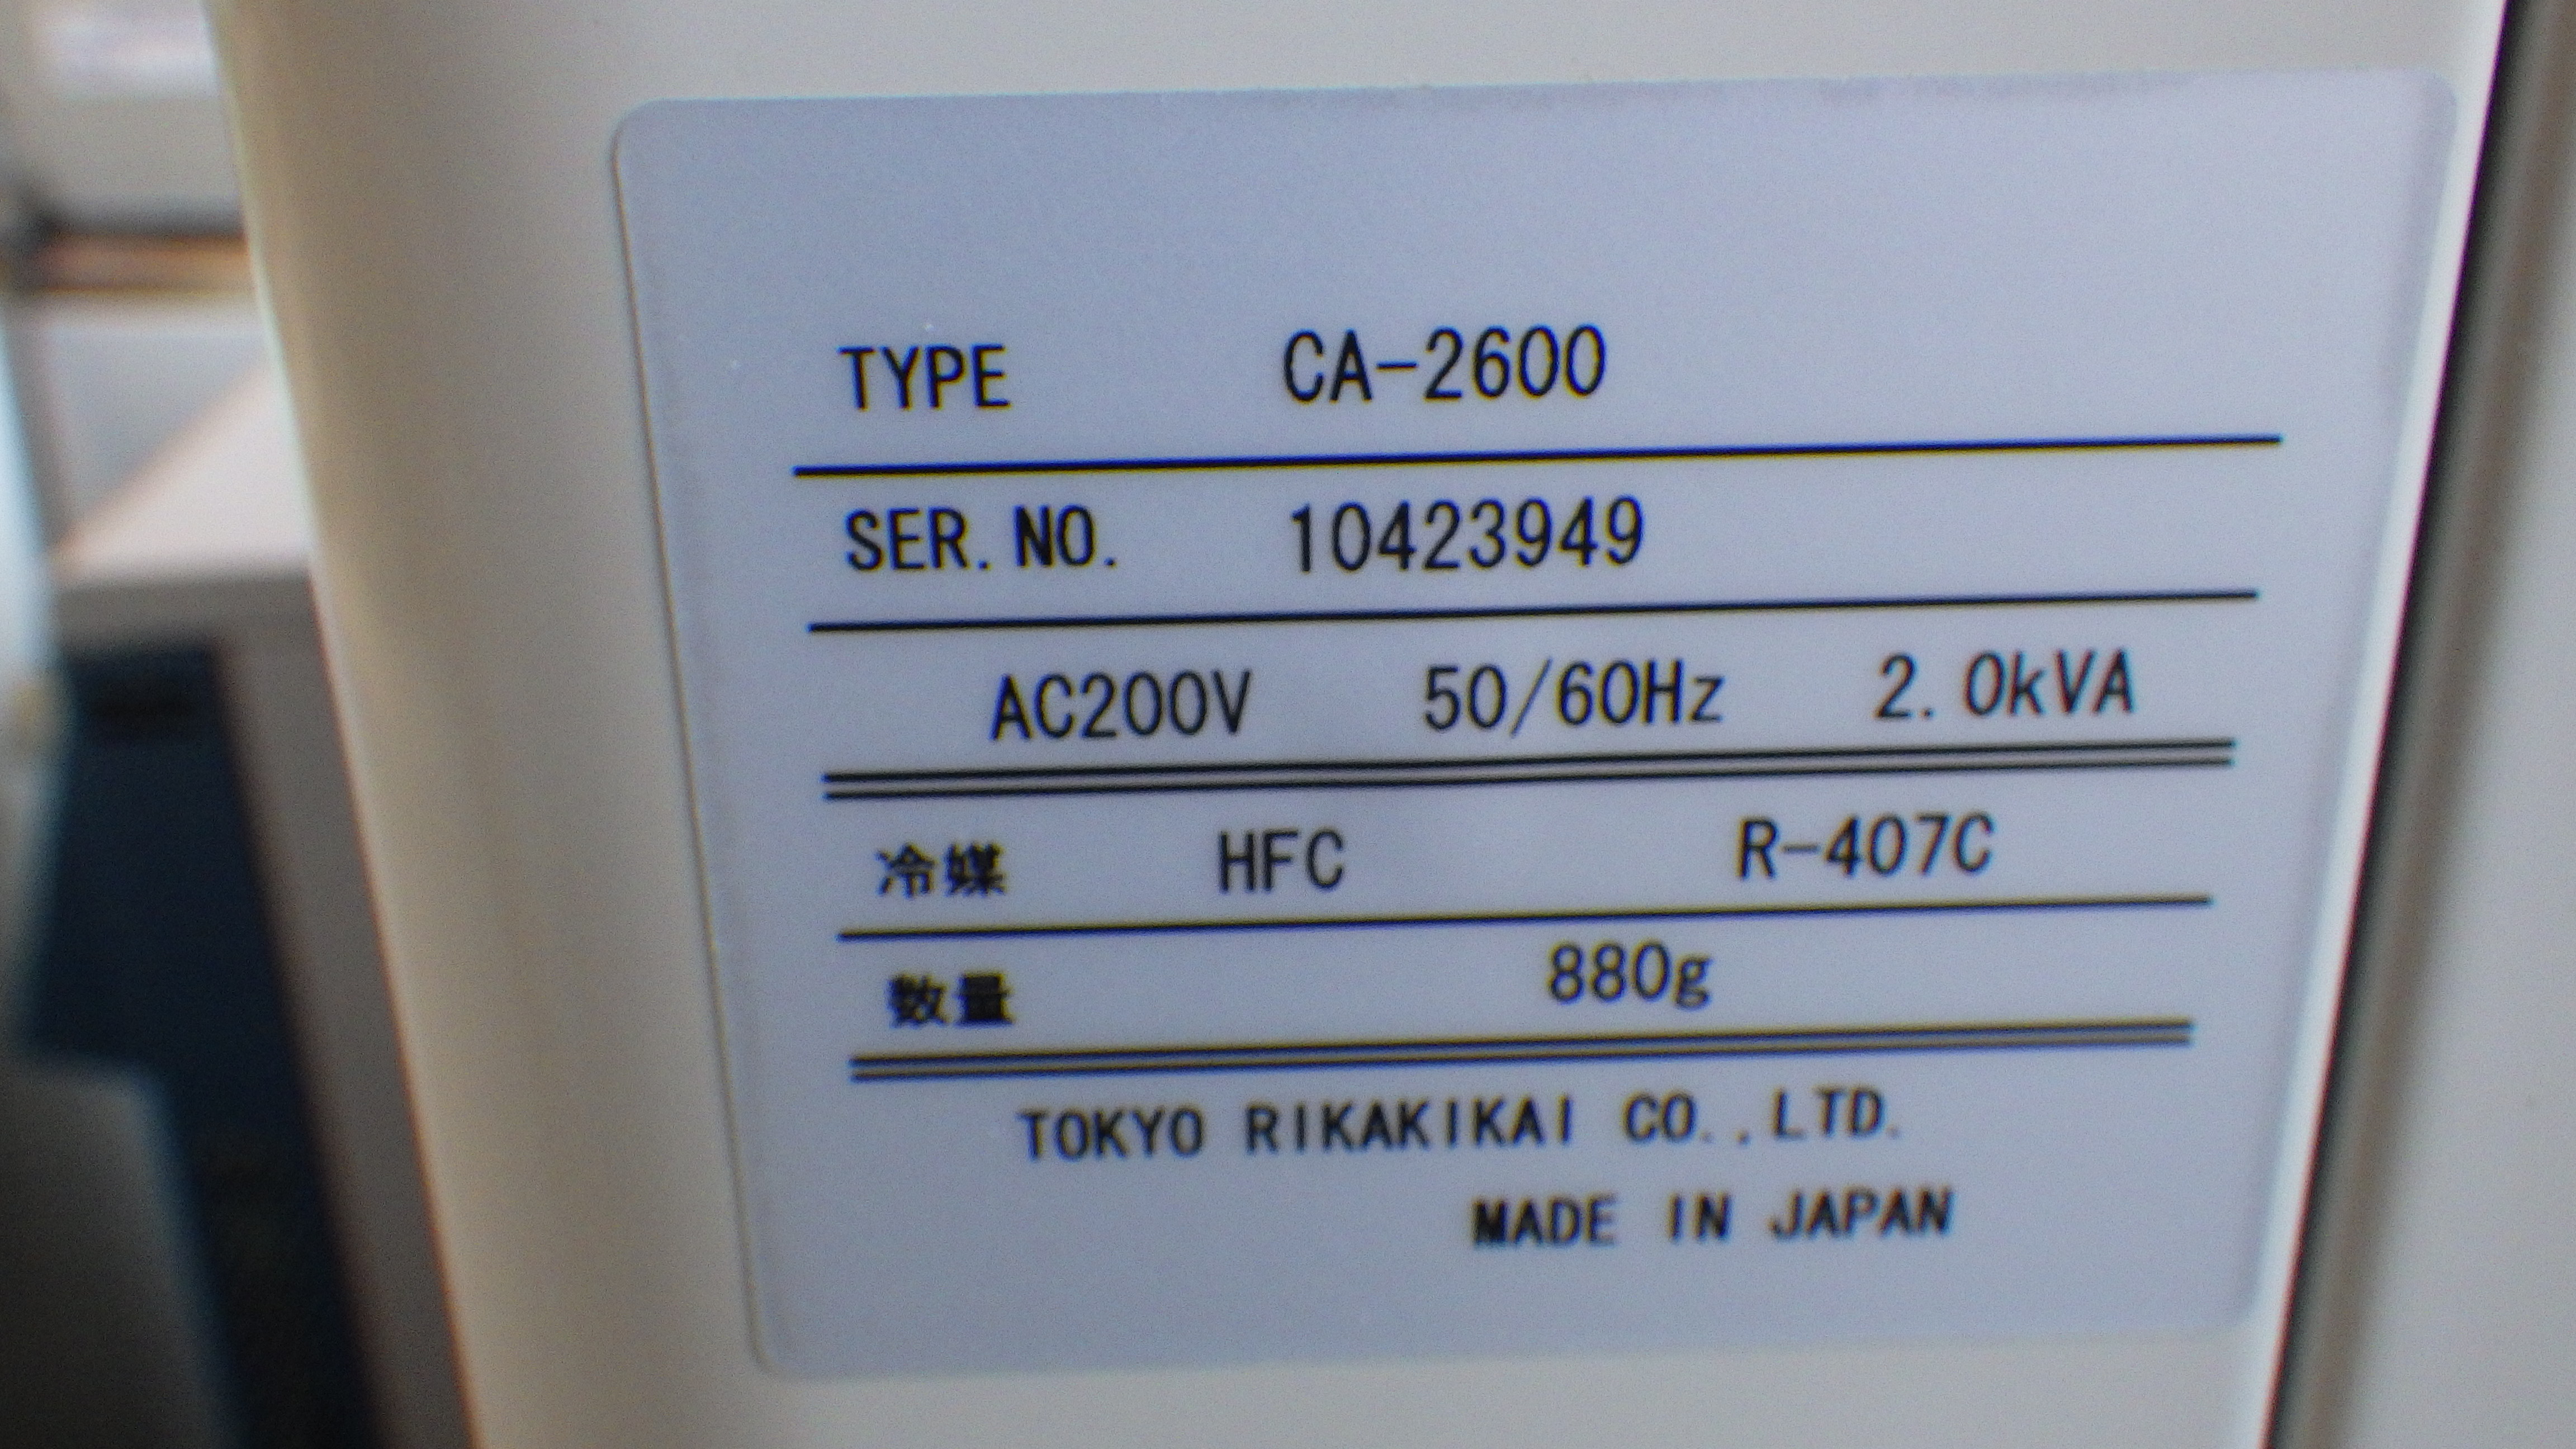 TYPE CA-2600
SER. NO. 10423949
AC200V 50/60Hz 2.0kVA
冷媒 HFC R-407C
数量 880g
TOKYO RIKAKIKAI CO.,LTD.
MADE IN JAPAN